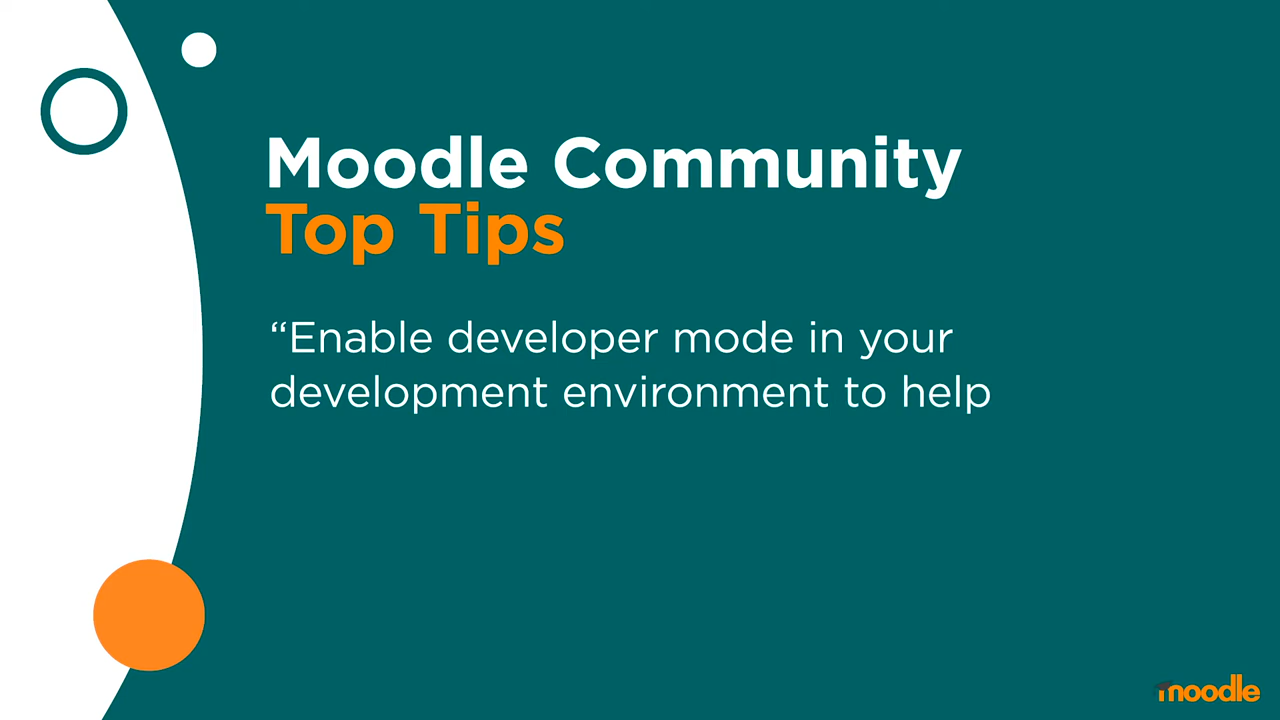 Moodle Community
Top Tips
“Enable developer mode in your
development environment to help
moodle